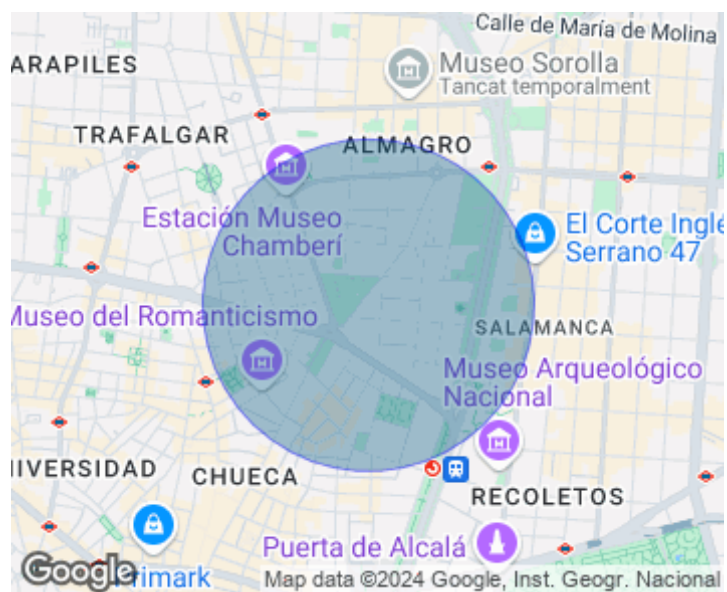 Calle de María de Molina
ARAPILES
Museo Sorolla
Tancat temporalment
TRAFALGAR
ALMAGRO
Estación Museo
Chamberí
El Corte Ingle
Serrano 47
Museo del Romanticismo
SALAMANCA
Museo Arqueológico
Nacional
NIVERSIDAD
CHUECA
RECOLETOS
Puerta de Alcalá
Primark
Google
Map data ©2024 Google, Inst. Geogr. Nacional